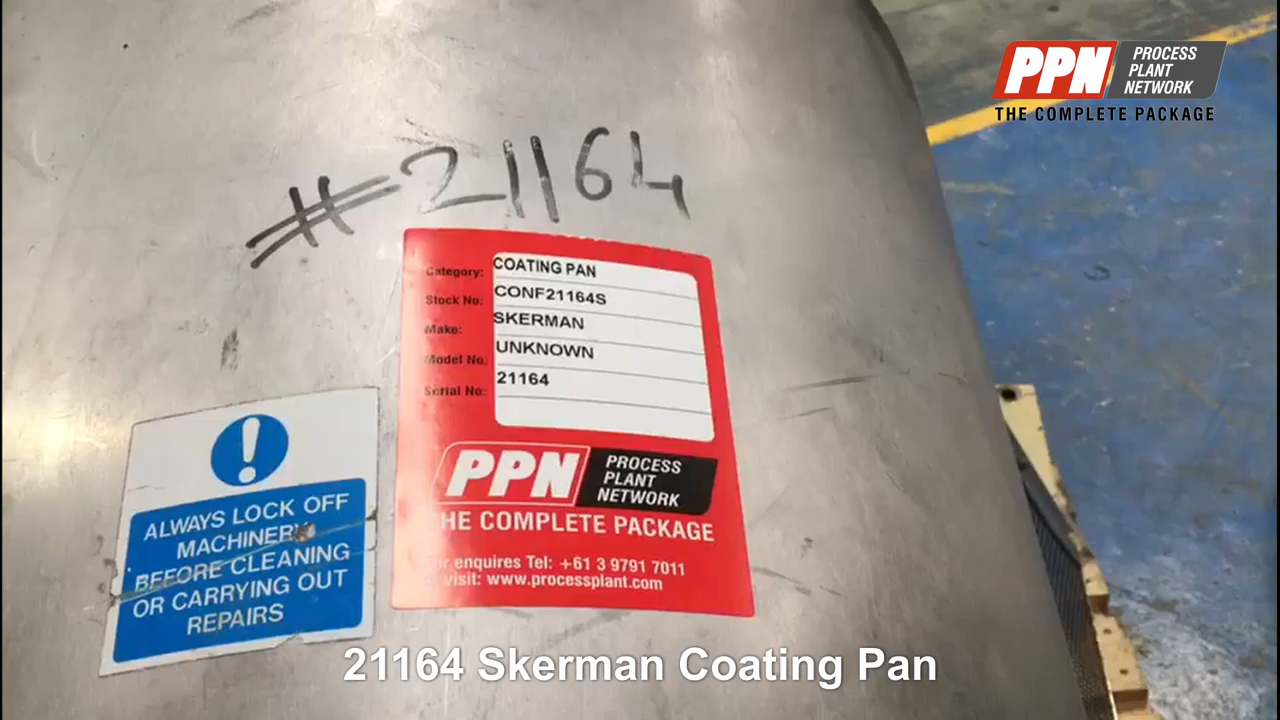 PPN PROCESS PLANT NETWORK
THE COMPLETE PACKAGE
#21164
Category: COATING PAN
Stock No: CONF21164S
Make: SKERMAN
Model No: UNKNOWN
Serial No: 21164
PPN PROCESS PLANT NETWORK
THE COMPLETE PACKAGE
enquires Tel: +61 3 9791 7011
visit: www.processplant.com
!
ALWAYS LOCK OFF
MACHINERY
BEFORE CLEANING
OR CARRYING OUT
REPAIRS
21164 Skerman Coating Pan